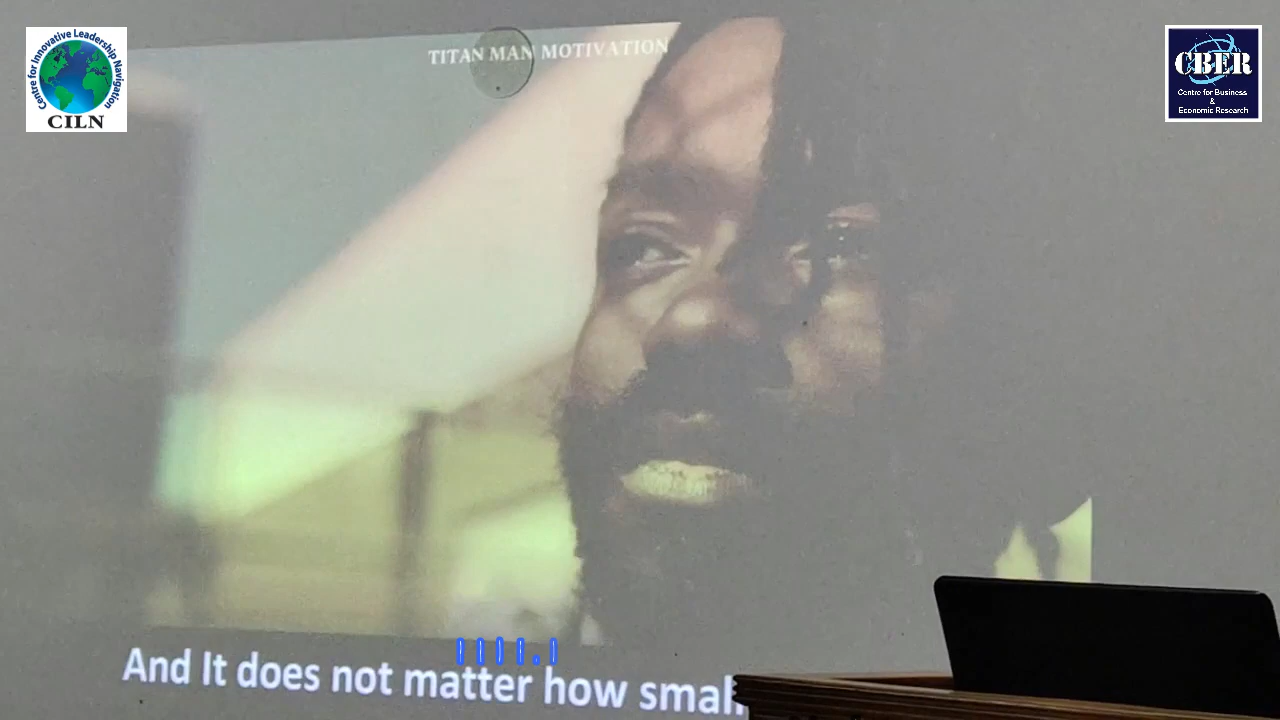 TITAN MAN MOTIVATION
Centre for Innovative Leadership Navigation
CILN
CBER
Centre for Business
&
Economic Research
And It does not matter how small